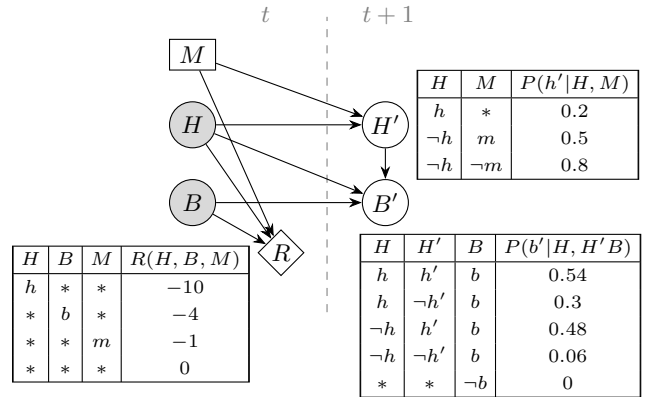 t t + 1
M
H
H′
B
B′
R
H M P(h′|H, M)
h * 0.2
¬h m 0.5
¬h ¬m 0.8
H B M R(H, B, M)
h * * −10
* b * −4
* * m −1
* * * 0
H H′ B P(b′|H, H′B)
h h′ b 0.54
h ¬h′ b 0.3
¬h h′ b 0.48
¬h ¬h′ b 0.06
* * ¬b 0